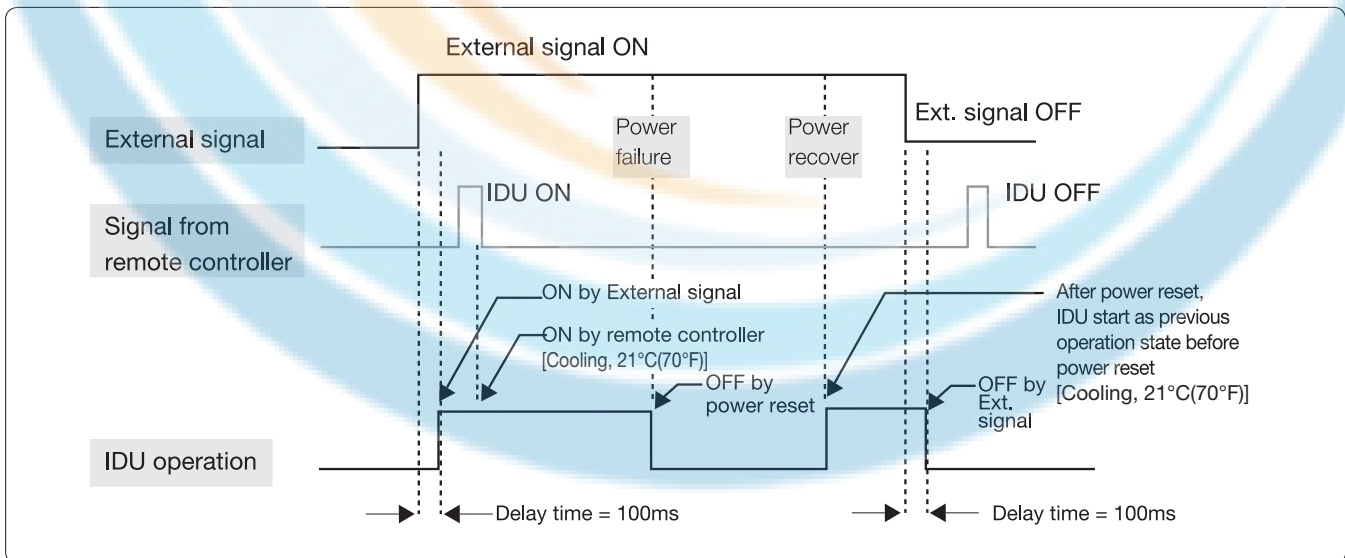 External signal ON
Ext. signal OFF
External signal
Power
failure
Power
recover
IDU ON
IDU OFF
Signal from
remote controller
ON by External signal
ON by remote controller
[Cooling, 21°C(70°F)]
OFF by
power reset
After power reset,
IDU start as previous
operation state before
power reset
[Cooling, 21°C(70°F)]
OFF by
Ext.
signal
IDU operation
Delay time = 100ms
Delay time = 100ms